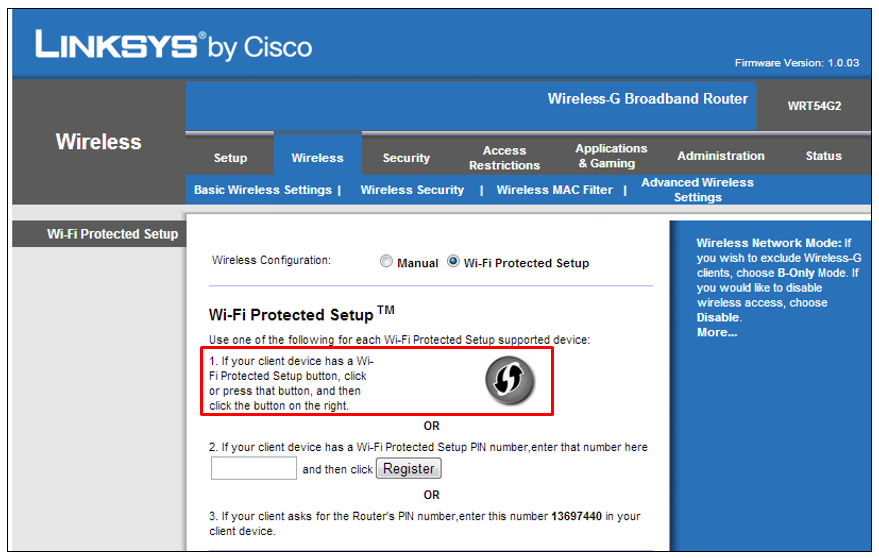 LINKSYS® by Cisco
Firmware Version: 1.0.03
Wireless-G Broadband Router
WRT54G2
Wireless
Setup
Wireless
Security
Access
Restrictions
Applications
& Gaming
Administration
Status
Basic Wireless Settings |
Wireless Security |
Wireless MAC Filter |
Advanced Wireless
Settings
Wi-Fi Protected Setup
Wireless Configuration:
Manual
Wi-Fi Protected Setup
Wi-Fi Protected Setup TM
Use one of the following for each Wi-Fi Protected Setup supported device:
1. If your client device has a Wi-
Fi Protected Setup button, click
or press that button, and then
click the button on the right.
OR
2. If your client device has a Wi-Fi Protected Setup PIN number,enter that number here
and then click Register
OR
3. If your client asks for the Router's PIN number,enter this number 13697440 in your
client device.
Wireless Network Mode: If
you wish to exclude Wireless-G
clients, choose B-Only Mode. If
you would like to disable
wireless access, choose
Disable.
More...